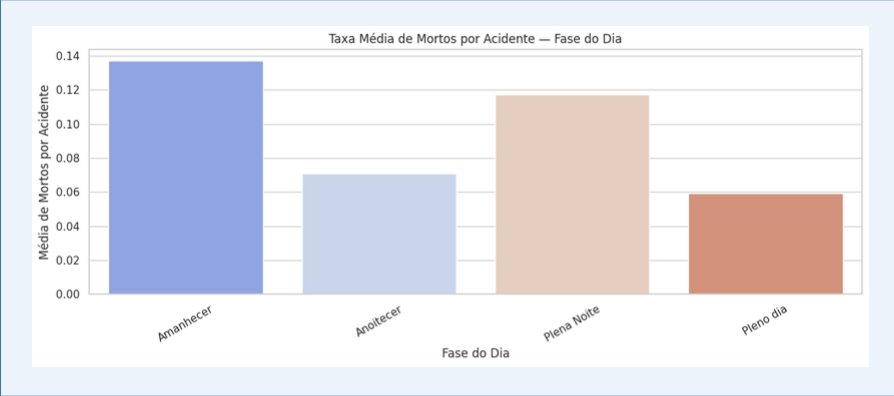 Taxa Média de Mortos por Acidente — Fase do Dia
Média de Mortos por Acidente
0.14
0.12
0.10
0.08
0.06
0.04
0.02
0.00
Amanhecer
Anoitecer
Plena Noite
Pleno dia
Fase do Dia